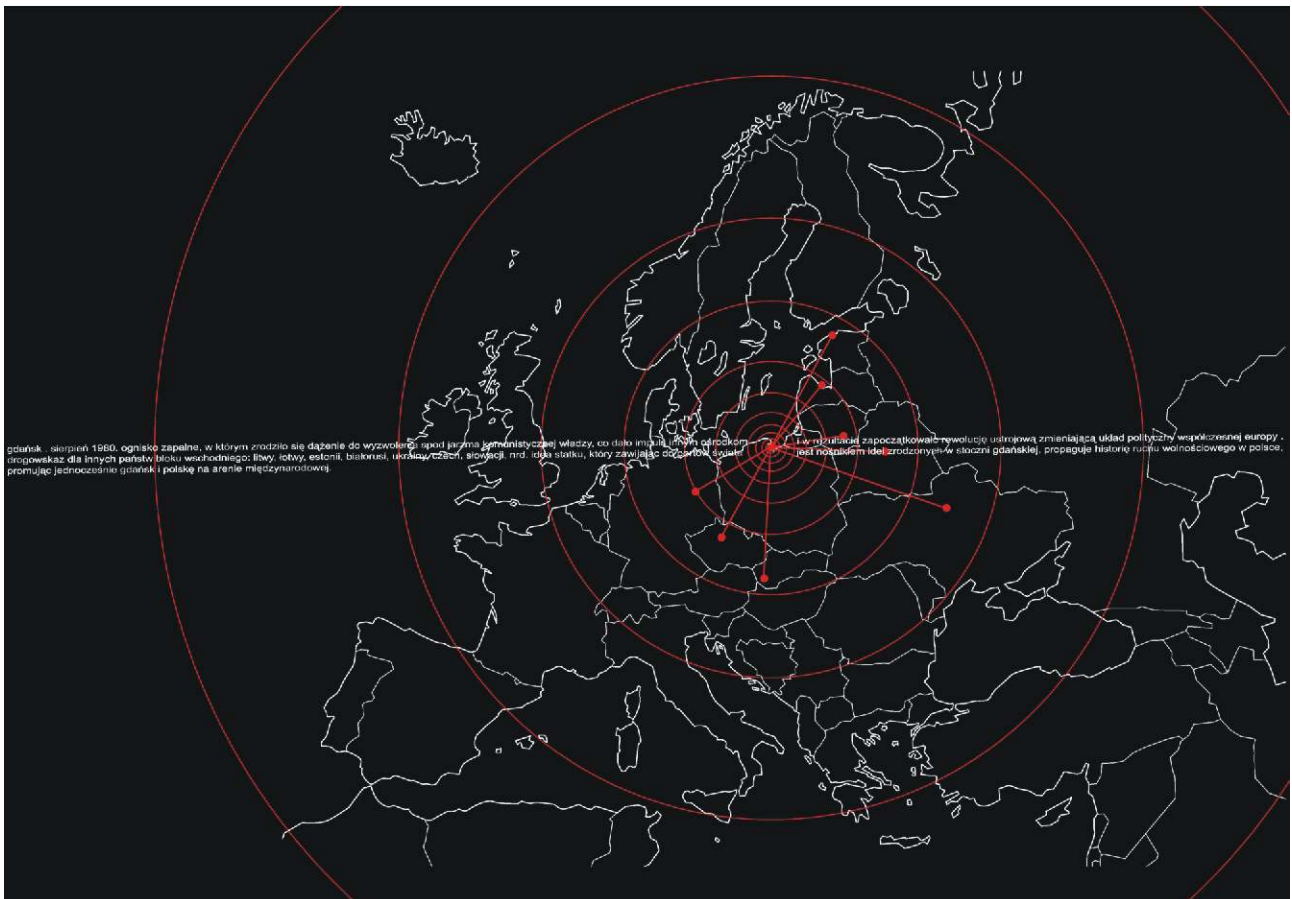 gdańsk . sierpień 1980. ognisko zapalne, w którym zrodziło się dążenie do wyzwolenia spod jarzma komunistycznej władzy, co dało impuls innym ośrodkom i w rezultacie zapoczątkowało rewolucję ustrojową zmieniającą układ polityczny współczesnej europy .
drogowskaz dla innych państw bloku wschodniego: litwy, łotwy, estonii, białorusi, ukrainy, czech, słowacji, nrd. idea statku, który zawijając do portów świata jest nośnikiem idei zrodzonych w stoczni gdańskiej, propaguje historię ruchu wolnościowego w polsce,
promując jednocześnie gdańsk i polskę na arenie międzynarodowej.